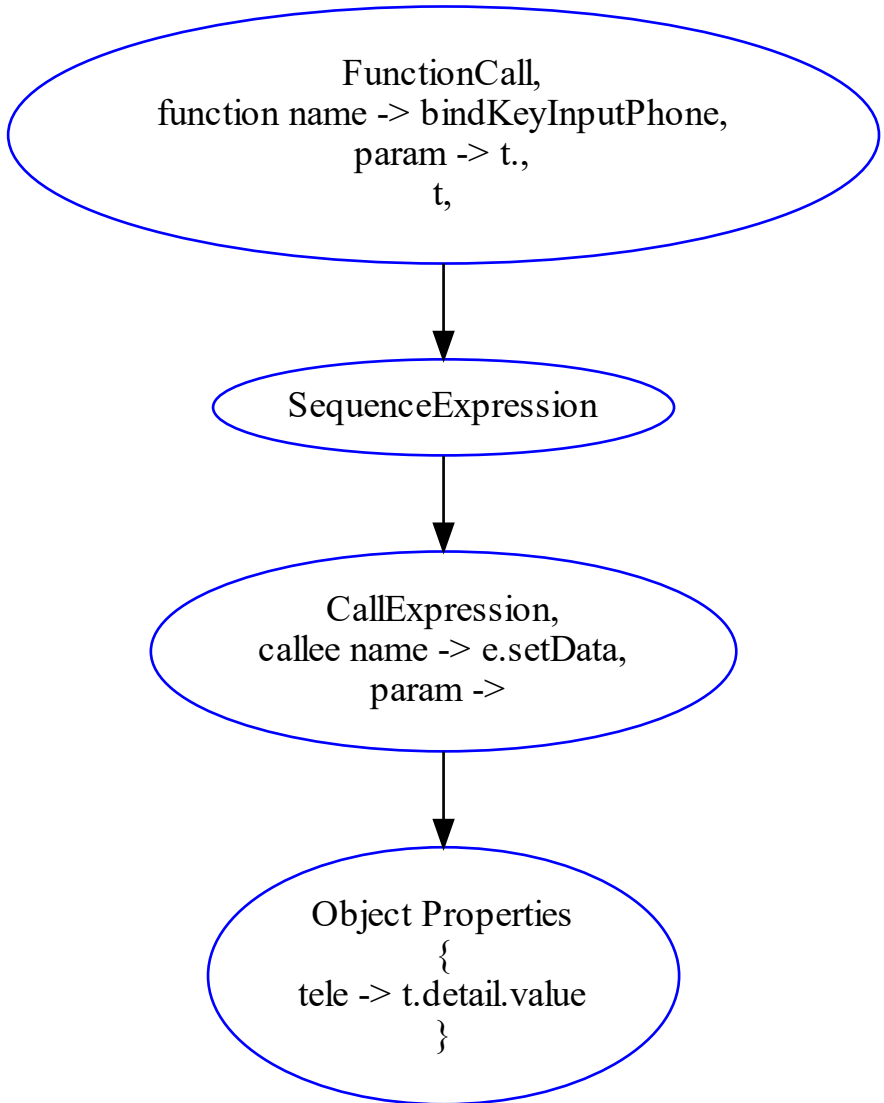 FunctionCall,
function name -> bindKeyInputPhone,
param -> t.,
t,
SequenceExpression
CallExpression,
callee name -> e.setData,
param ->
Object Properties
{
tele -> t.detail.value
}